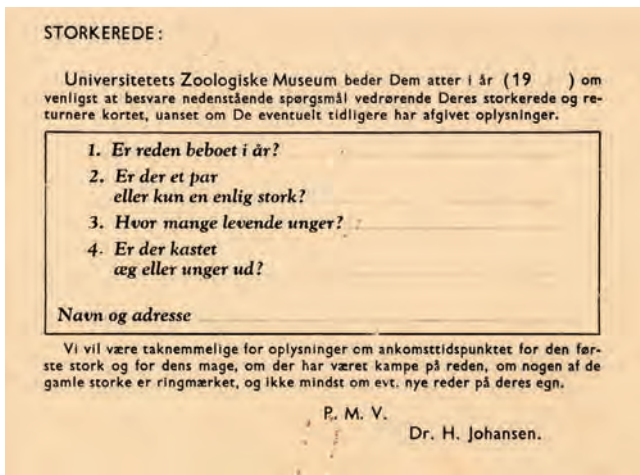 STORKEREDE:
Universitetets Zoologiske Museum beder Dem atter i år (19 ) om
venligst at besvare nedenstående spørgsmål vedrørende Deres storkerede og re-
turnere kortet, uanset om De eventuelt tidligere har afgivet oplysninger.
1. Er reden beboet i år?
2. Er der et par
eller kun en enlig stork?
3. Hvor mange levende unger?
4. Er der kastet
æg eller unger ud?
Navn og adresse
Vi vil være taknemmelige for oplysninger om ankomsttidspunktet for den før-
ste stork og for dens mage, om der har været kampe på reden, om nogen af de
gamle storke er ringmærket, og ikke mindst om evt. nye reder på deres egn.
P. M. V.
Dr. H. Johansen.